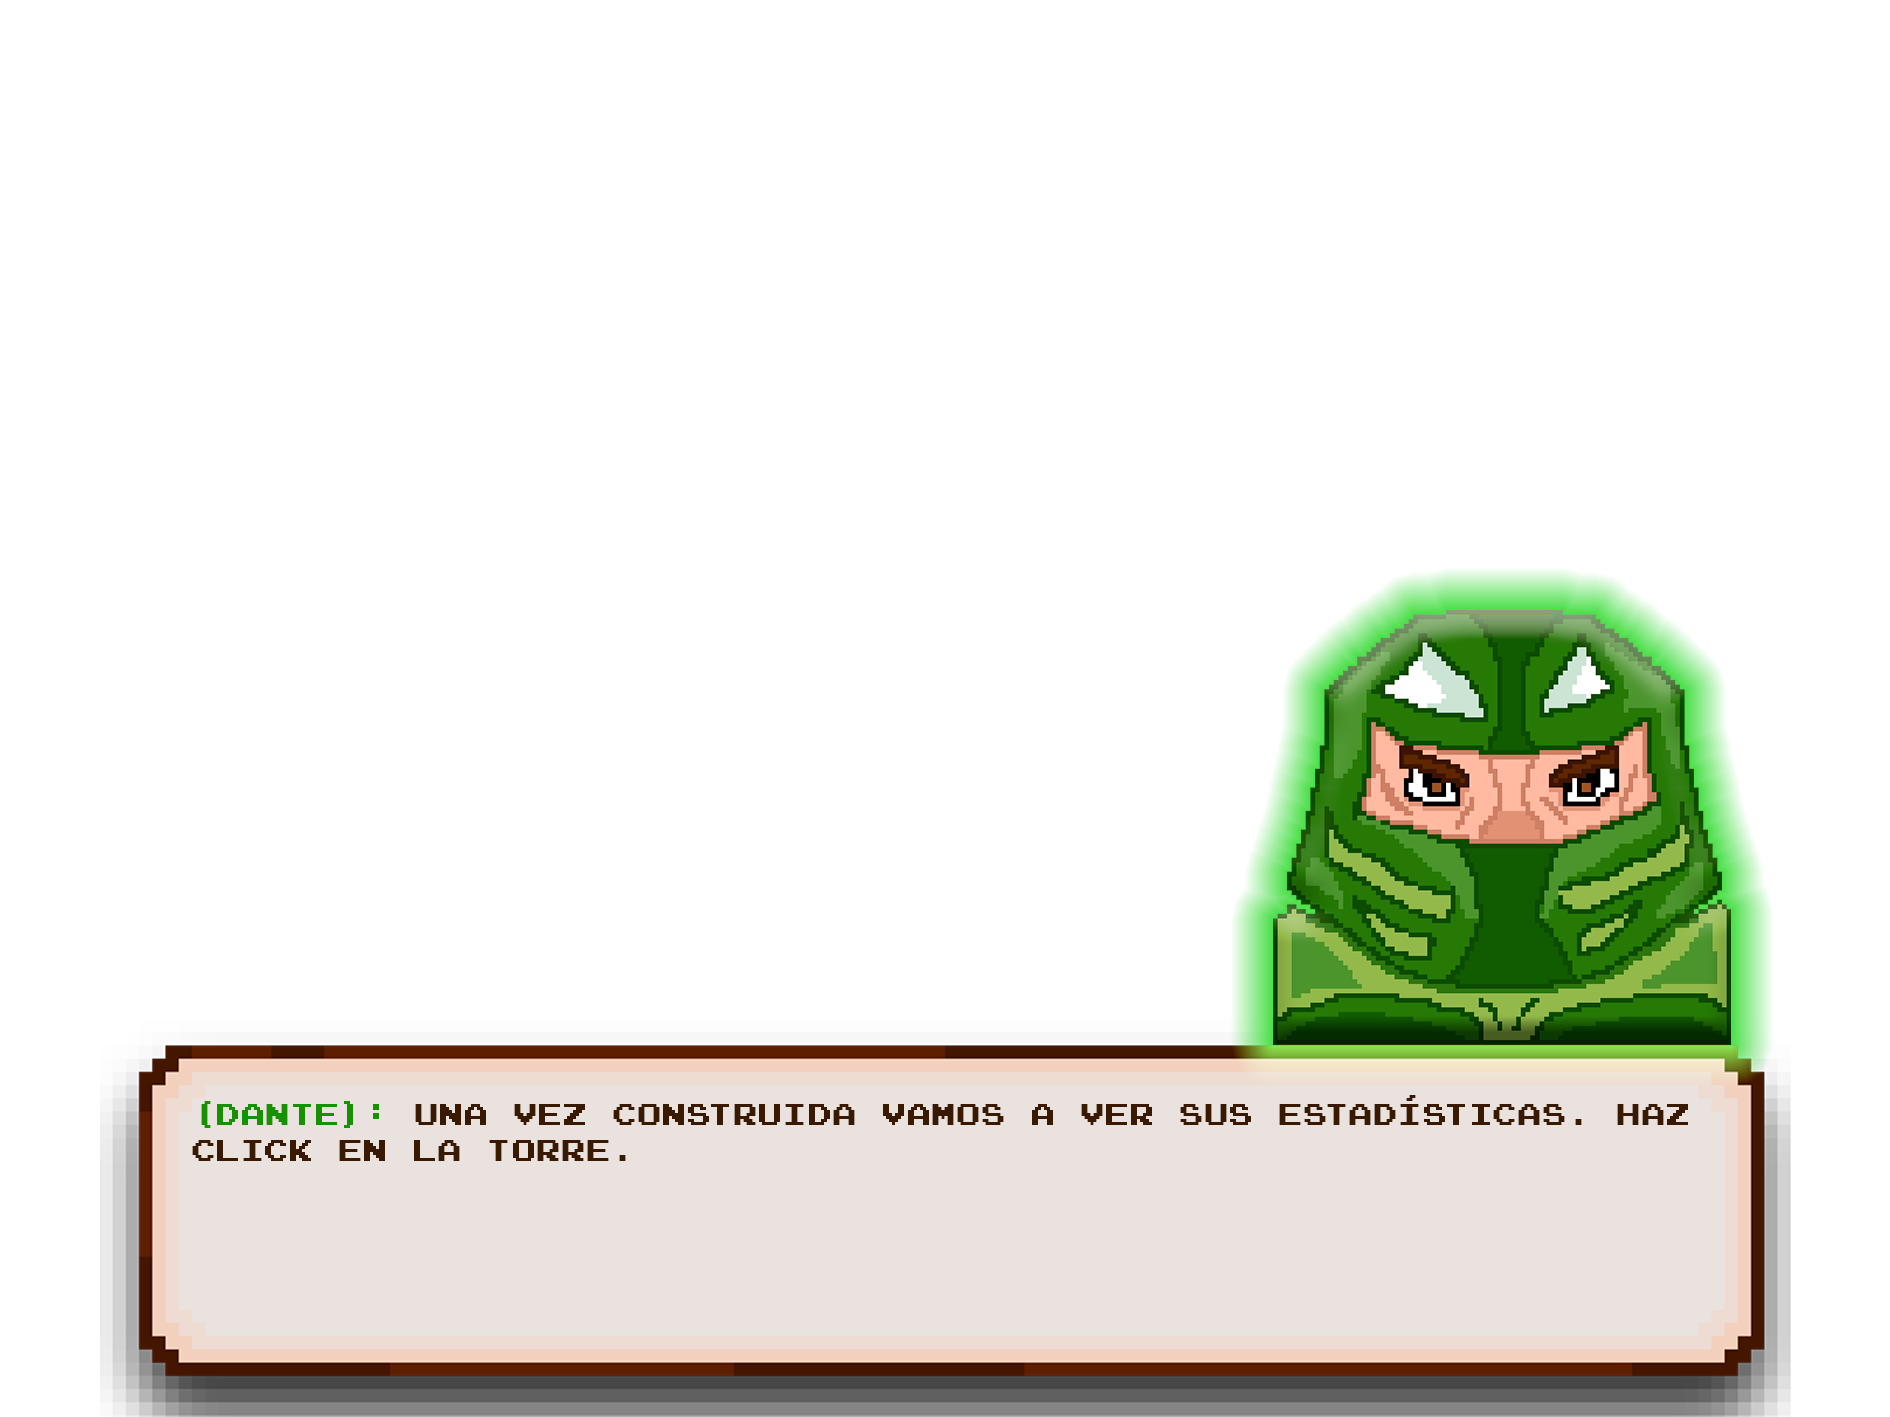 (DANTE): UNA VEZ CONSTRUIDA VAMOS A VER SUS ESTADÍSTICAS. HAZ
CLICK EN LA TORRE.